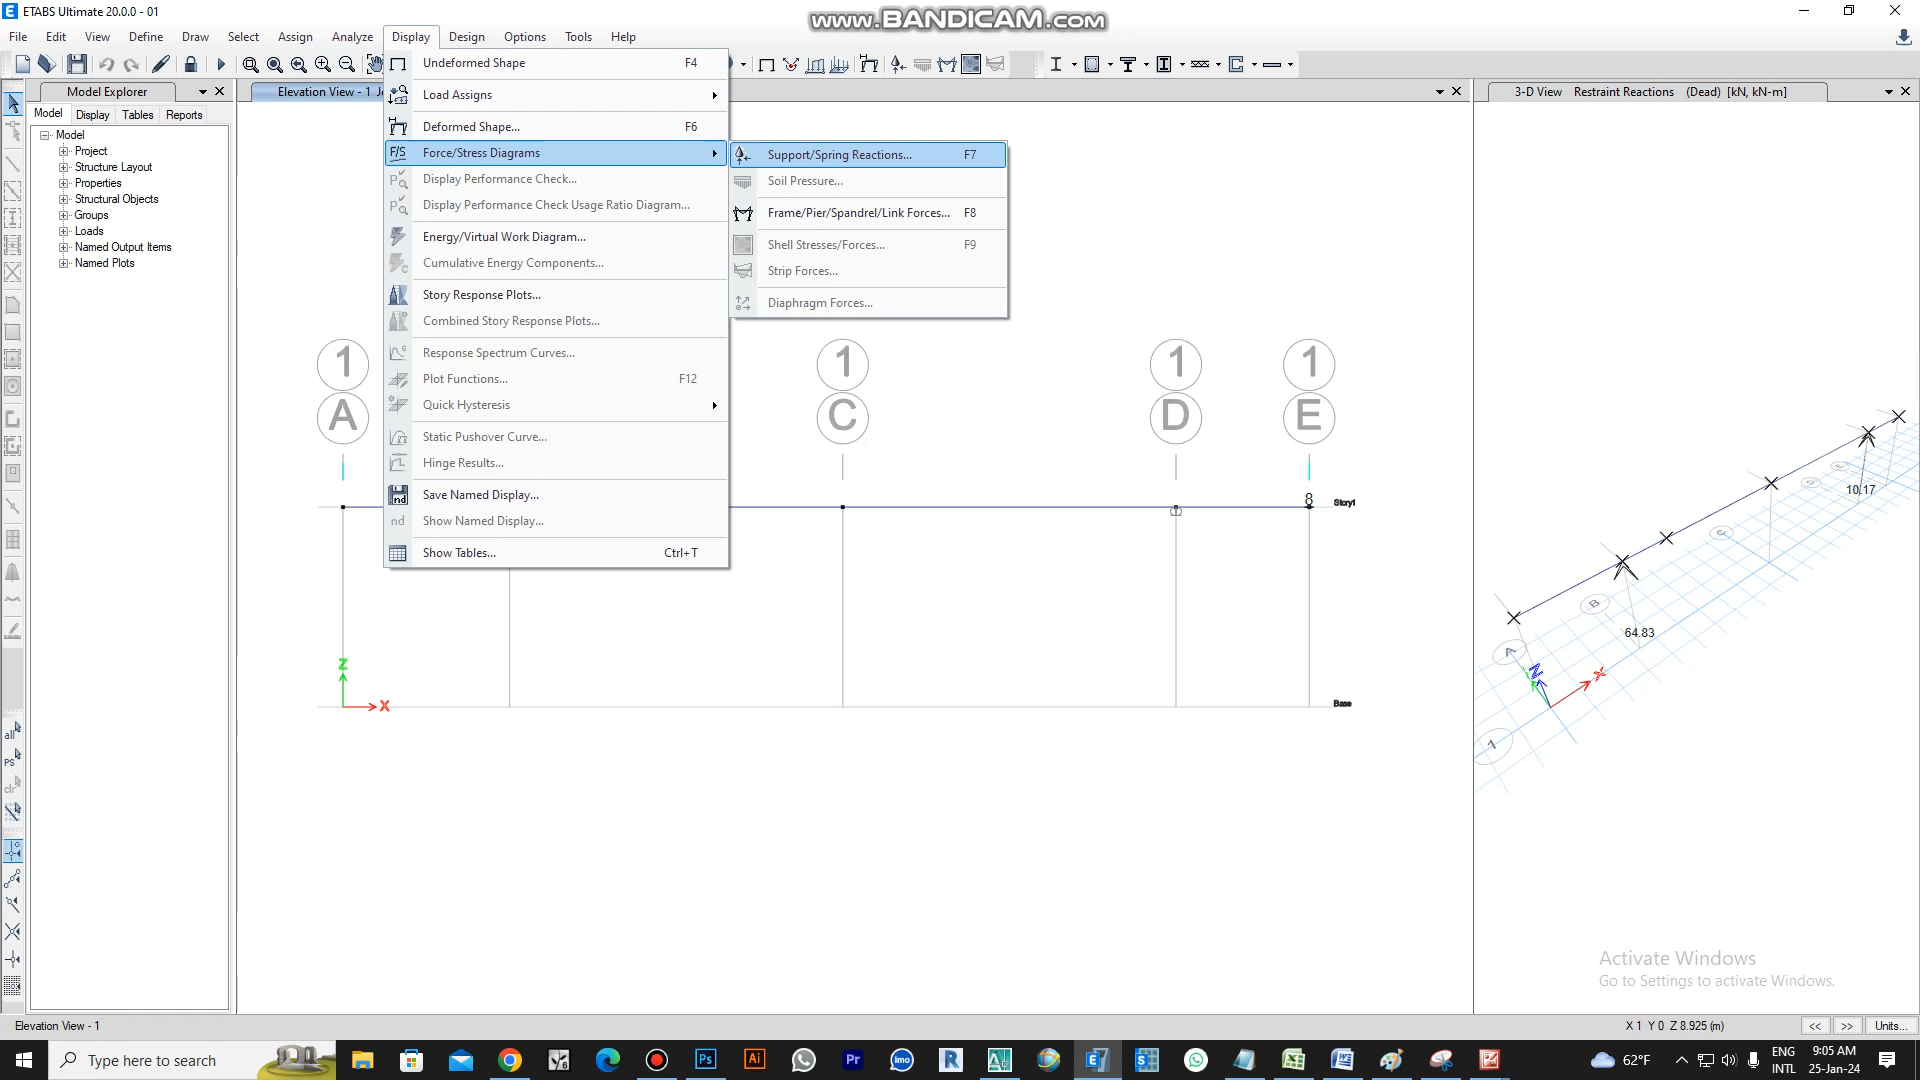 ETABS Ultimate 20.0.0 - 01
www.BANDICAM.com
File Edit View Define Draw Select Assign Analyze Display Design Options Tools Help
Model Explorer
Model Display Tables Reports
Model
Project
Structure Layout
Properties
Structural Objects
Groups
Loads
Named Output Items
Named Plots
Elevation View - 1
Undeformed Shape F4
Load Assigns
Deformed Shape... F6
Force/Stress Diagrams
Display Performance Check...
Display Performance Check Usage Ratio Diagram...
Energy/Virtual Work Diagram...
Cumulative Energy Components...
Story Response Plots...
Combined Story Response Plots...
Response Spectrum Curves...
Plot Functions... F12
Quick Hysteresis
Static Pushover Curve...
Hinge Results...
Save Named Display...
Show Named Display...
Show Tables... Ctrl+T
Support/Spring Reactions... F7
Soil Pressure...
Frame/Pier/Spandrel/Link Forces... F8
Shell Stresses/Forces... F9
Strip Forces...
Diaphragm Forces...
1 1 1 1
A C D E
8
Story1
Z
X
Base
3-D View Restraint Reactions (Dead) [kN, kN-m]
10.17
64.83
E
D
C
B
A
1
Z
X
Activate Windows
Go to Settings to activate Windows.
Elevation View - 1
X 1 Y 0 Z 8.925 (m)
<< >> Units...
Type here to search
62°F
ENG
INTL
9:05 AM
25-Jan-24